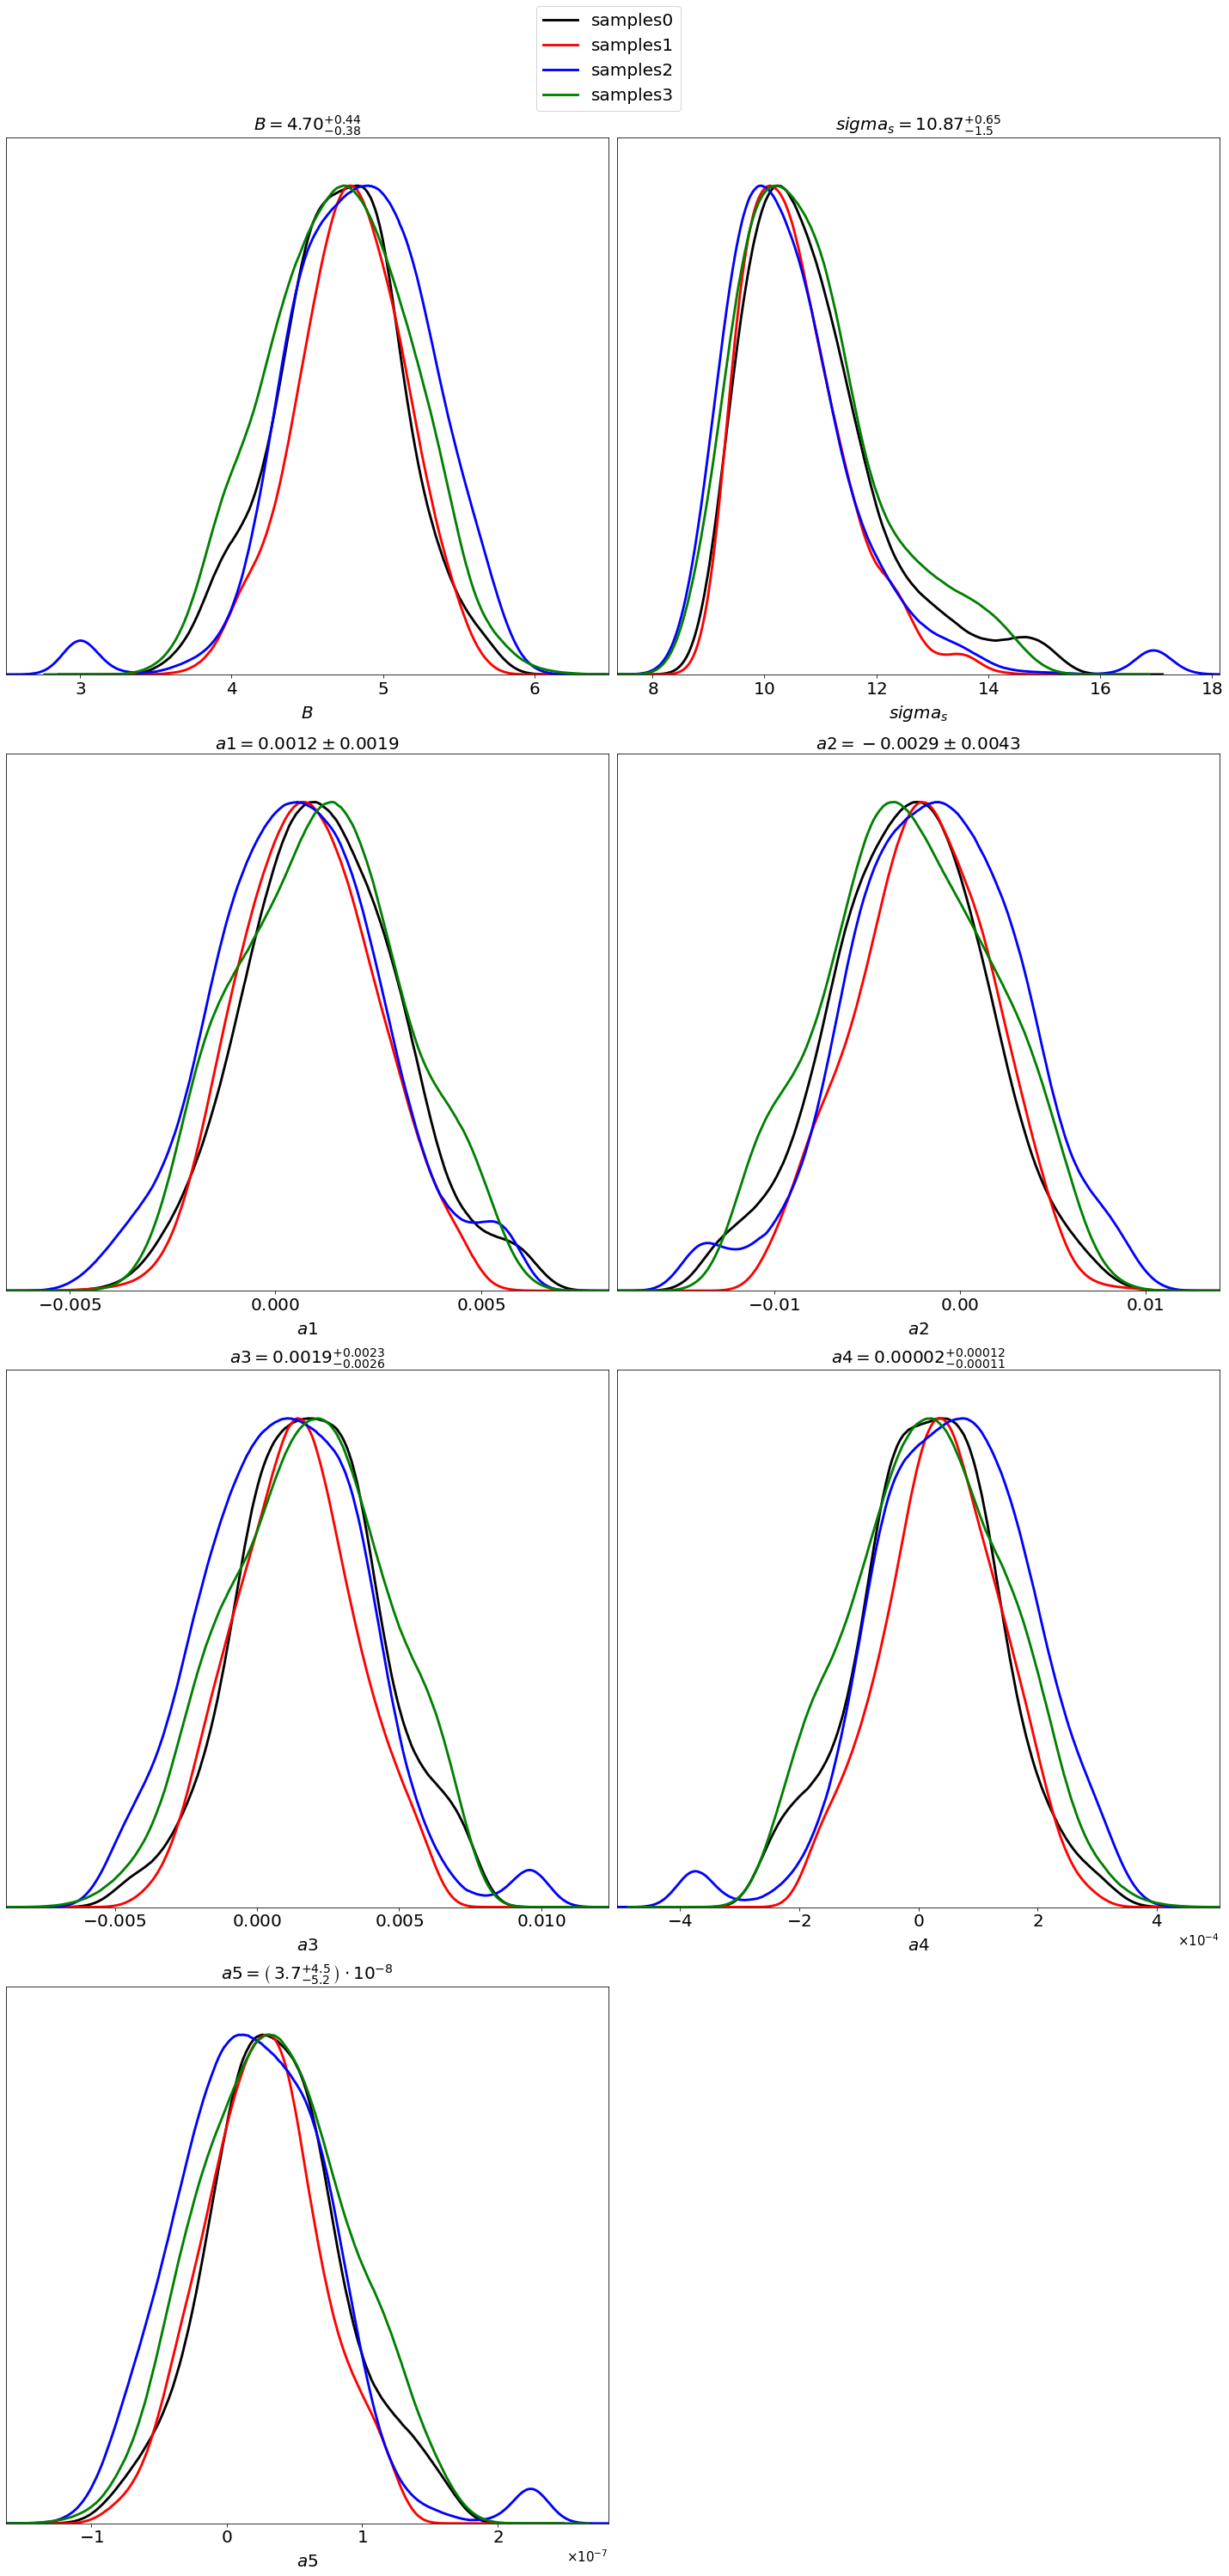 samples0
samples1
samples2
samples3
B = 4.70^{+0.44}_{-0.38}
sigma_s = 10.87^{+0.65}_{-1.5}
3 4 5 6
8 10 12 14 16 18
B
sigma_s
a1 = 0.0012 ± 0.0019
a2 = −0.0029 ± 0.0043
−0.005 0.000 0.005
−0.01 0.00 0.01
a1
a2
a3 = 0.0019^{+0.0023}_{-0.0026}
a4 = 0.00002^{+0.00012}_{-0.00011}
−0.005 0.000 0.005 0.010
−4 −2 0 2 4
×10^{−4}
a3
a4
a5 = (3.7^{+4.5}_{-5.2}) · 10^{−8}
−1 0 1 2
×10^{−7}
a5